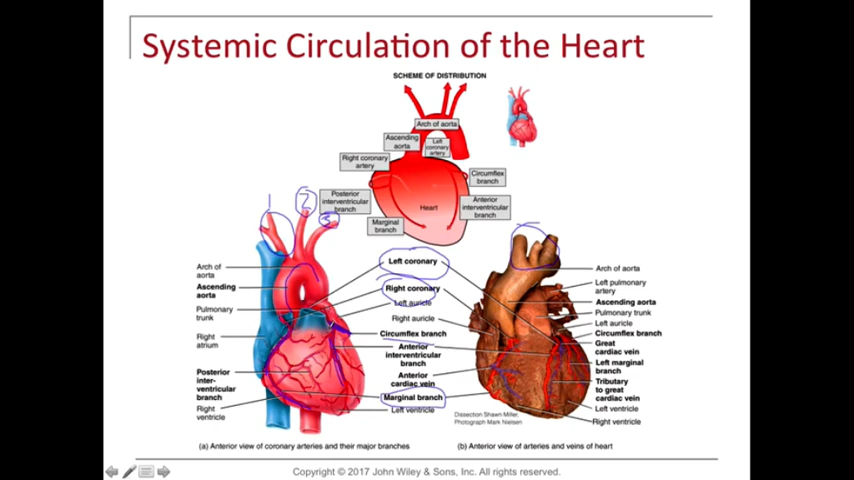 Systemic Circulation of the Heart
SCHEME OF DISTRIBUTION
Arch of aorta
Ascending
aorta
Left
coronary
artery
Right coronary
artery
Circumflex
branch
Posterior
interventricular
branch
Anterior
interventricular
branch
Heart
Marginal
branch
1
2
3
Arch of
aorta
Ascending
aorta
Pulmonary
trunk
Right
atrium
Posterior
inter-
ventricular
branch
Right
ventricle
Left coronary
Right coronary
Left auricle
Right auricle
Circumflex branch
Anterior
interventricular
branch
Anterior
cardiac vein
Marginal branch
Left ventricle
Arch of aorta
Left pulmonary
artery
Ascending aorta
Pulmonary trunk
Left auricle
Circumflex branch
Great
cardiac vein
Left marginal
branch
Tributary
to great
cardiac vein
Left ventricle
Right ventricle
Dissection Shawn Miller,
Photograph Mark Nielsen
(a) Anterior view of coronary arteries and their major branches
(b) Anterior view of arteries and veins of heart
Copyright © 2017 John Wiley & Sons, Inc. All rights reserved.